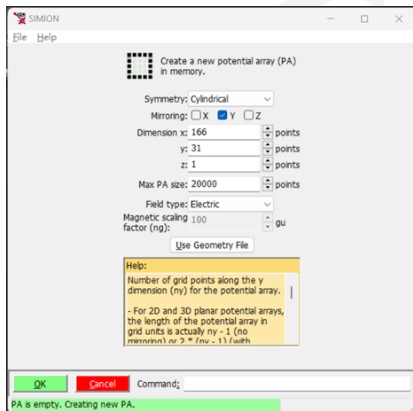 SIMION
File Help
Create a new potential array (PA)
in memory.
Symmetry: Cylindrical
Mirroring: X Y Z
Dimension x: 166 points
y: 31 points
z: 1 points
Max PA size: 20000 points
Field type: Electric
Magnetic scaling
factor (ng): 100 gu
Use Geometry File
Help:
Number of grid points along the y
dimension (ny) for the potential array.
- For 2D and 3D planar potential arrays,
the length of the potential array in
grid units is actually ny - 1 (no
mirroring) or 2 * (ny - 1) (with
OK Cancel Command:
PA is empty. Creating new PA.